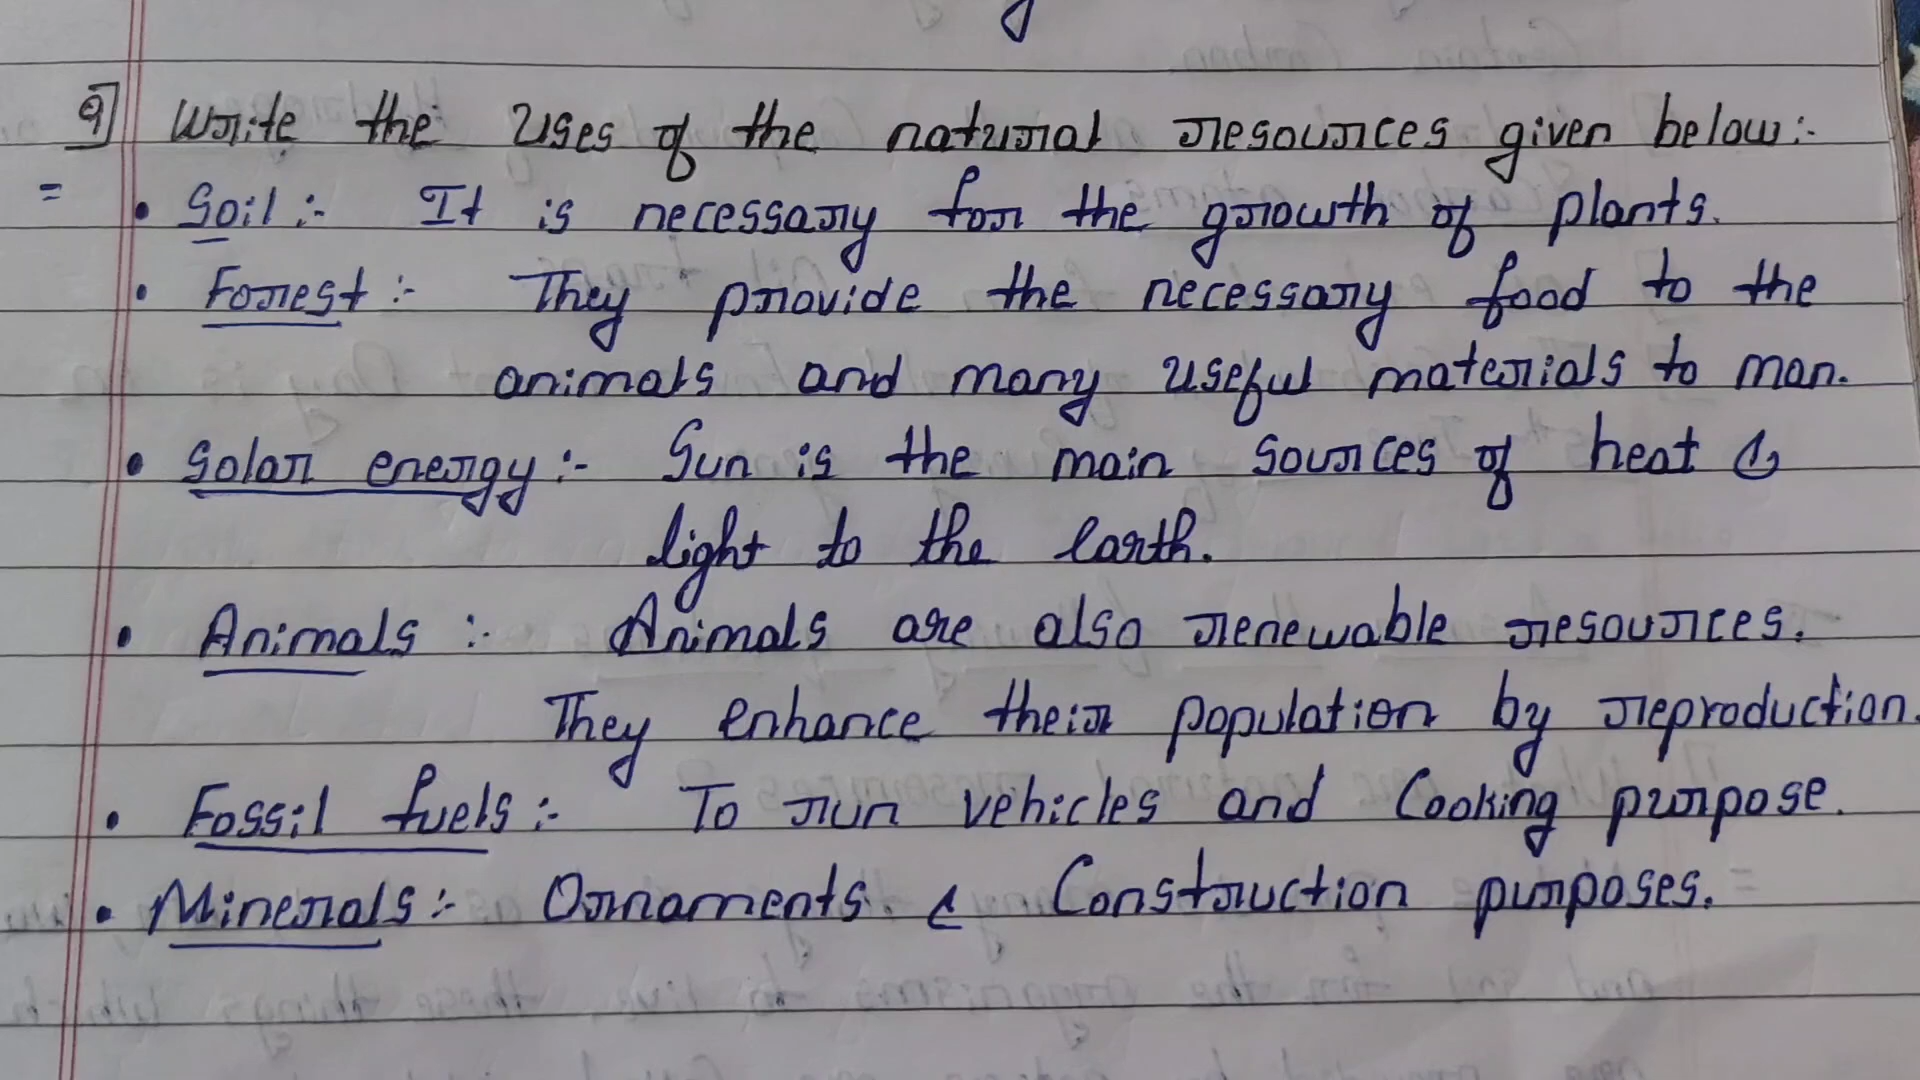 9] Write the uses of the natural resources given below:-
= • Soil :- It is necessary for the growth of plants.
• Forest :- They provide the necessary food to the
animals and many useful materials to man.
• Solar energy :- Sun is the main sources of heat &
light to the earth.
• Animals :- Animals are also renewable resources.
They enhance their population by reproduction.
• Fossil fuels :- To run vehicles and Cooking purpose.
• Minerals :- Ornaments & Construction purposes.